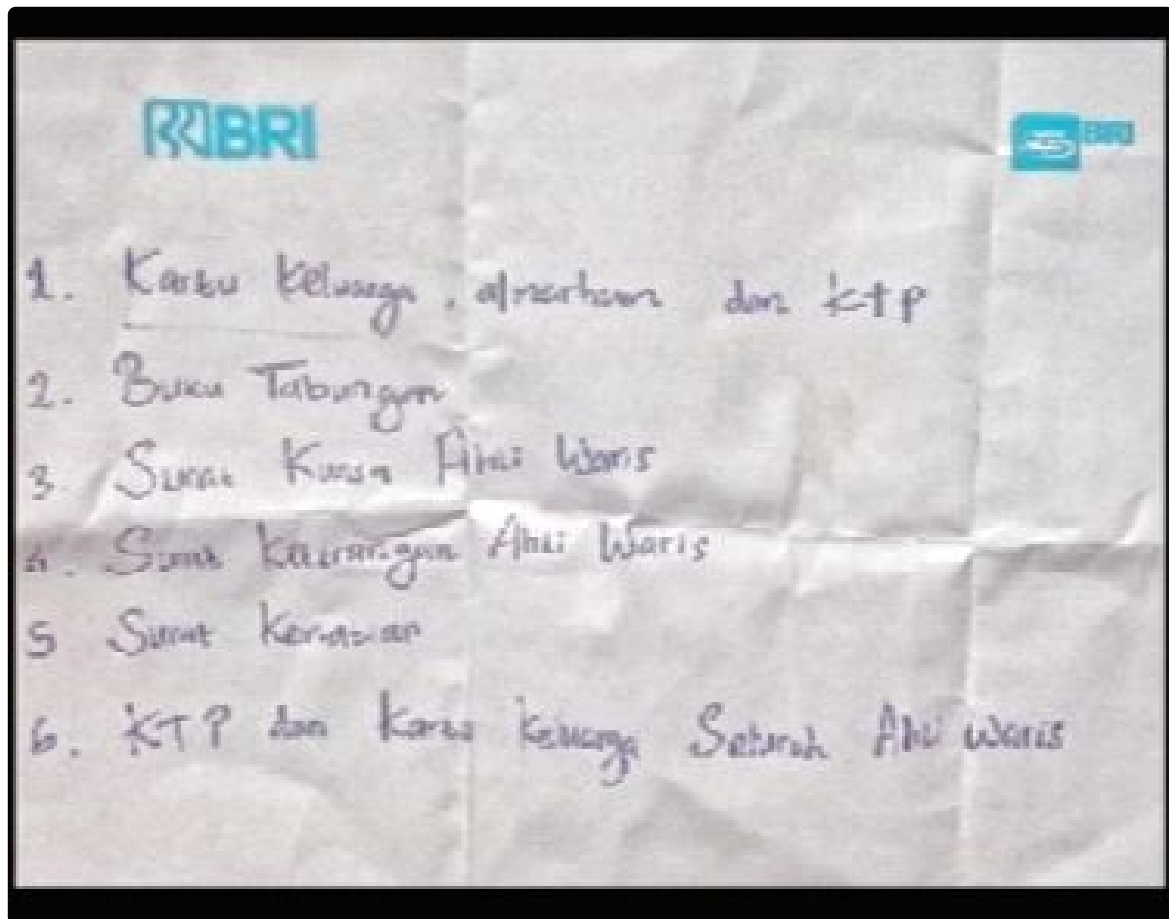 BRI
BRI
1. Kartu Keluarga, almarhum dan KTP
2. Buku Tabungan
3. Surat Kuasa Ahli Waris
4. Surat Keterangan Ahli Waris
5 Surat Kematian
6. KTP dan Kartu Keluarga Seluruh Ahli Waris